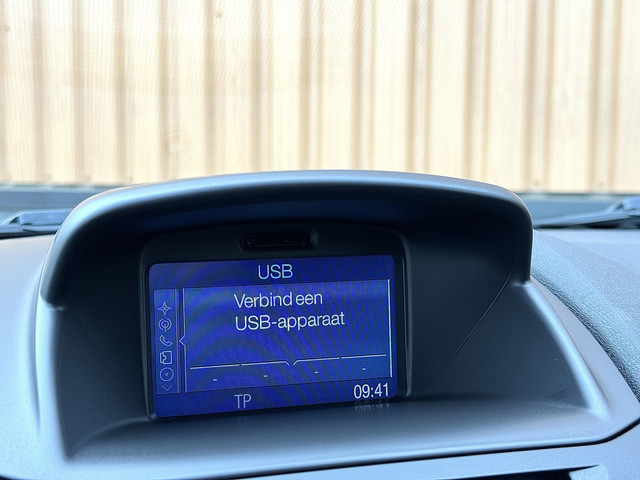 USB
Verbind een
USB-apparaat
TP
09:41